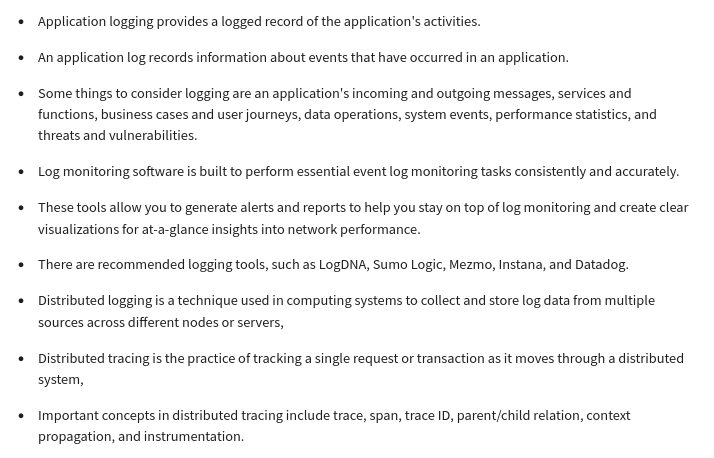 • Application logging provides a logged record of the application's activities.
• An application log records information about events that have occurred in an application.
• Some things to consider logging are an application's incoming and outgoing messages, services and
functions, business cases and user journeys, data operations, system events, performance statistics, and
threats and vulnerabilities.
• Log monitoring software is built to perform essential event log monitoring tasks consistently and accurately.
• These tools allow you to generate alerts and reports to help you stay on top of log monitoring and create clear
visualizations for at-a-glance insights into network performance.
• There are recommended logging tools, such as LogDNA, Sumo Logic, Mezmo, Instana, and Datadog.
• Distributed logging is a technique used in computing systems to collect and store log data from multiple
sources across different nodes or servers,
• Distributed tracing is the practice of tracking a single request or transaction as it moves through a distributed
system,
• Important concepts in distributed tracing include trace, span, trace ID, parent/child relation, context
propagation, and instrumentation.